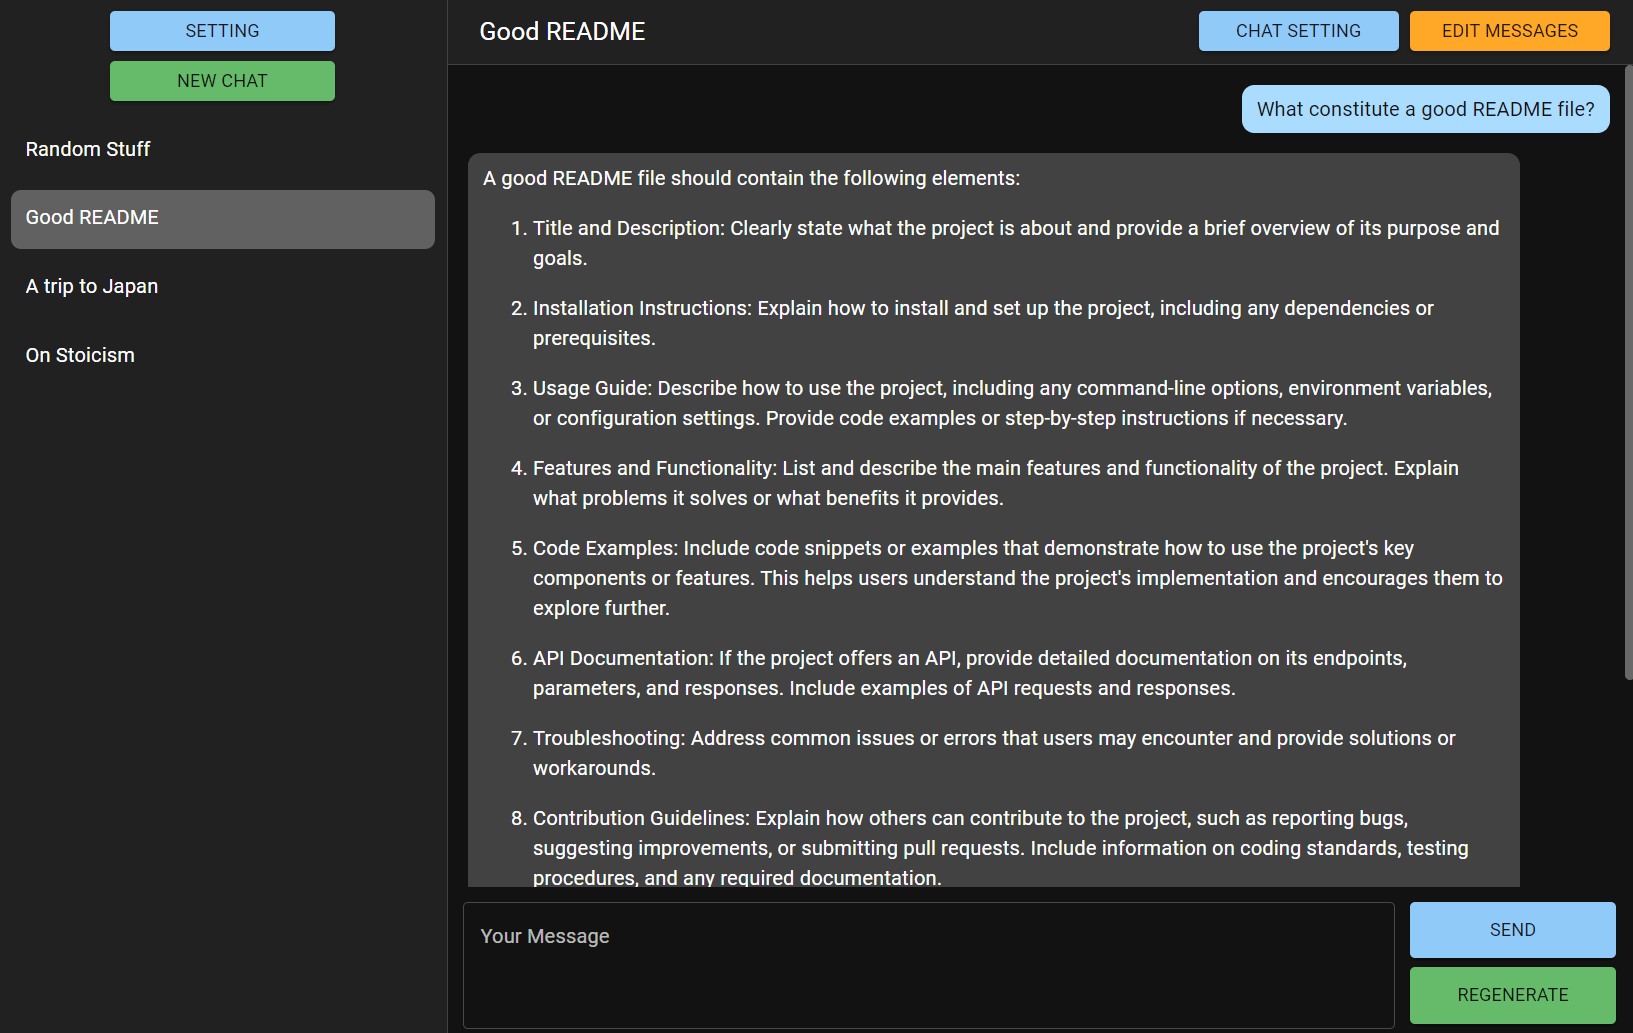 SETTING
NEW CHAT
Random Stuff
Good README
A trip to Japan
On Stoicism
Good README
CHAT SETTING
EDIT MESSAGES
What constitute a good README file?
A good README file should contain the following elements:
1. Title and Description: Clearly state what the project is about and provide a brief overview of its purpose and
goals.
2. Installation Instructions: Explain how to install and set up the project, including any dependencies or
prerequisites.
3. Usage Guide: Describe how to use the project, including any command-line options, environment variables,
or configuration settings. Provide code examples or step-by-step instructions if necessary.
4. Features and Functionality: List and describe the main features and functionality of the project. Explain
what problems it solves or what benefits it provides.
5. Code Examples: Include code snippets or examples that demonstrate how to use the project's key
components or features. This helps users understand the project's implementation and encourages them to
explore further.
6. API Documentation: If the project offers an API, provide detailed documentation on its endpoints,
parameters, and responses. Include examples of API requests and responses.
7. Troubleshooting: Address common issues or errors that users may encounter and provide solutions or
workarounds.
8. Contribution Guidelines: Explain how others can contribute to the project, such as reporting bugs,
suggesting improvements, or submitting pull requests. Include information on coding standards, testing
procedures, and any required documentation.
Your Message
SEND
REGENERATE